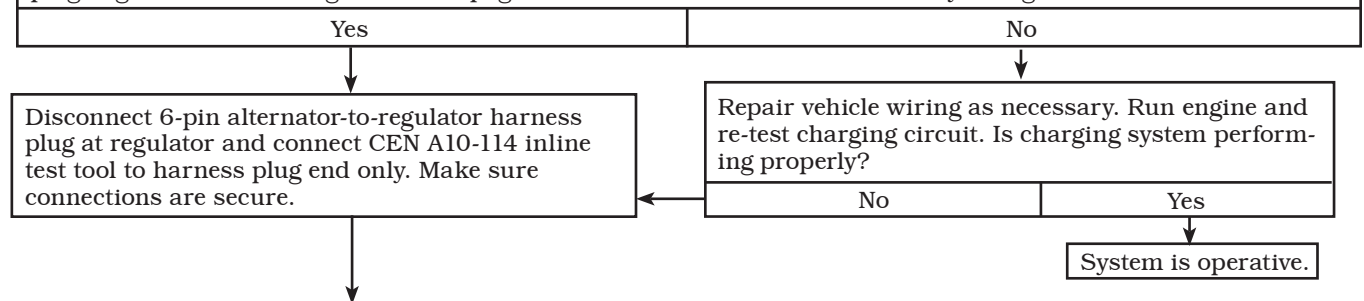 Yes
No
Disconnect 6-pin alternator-to-regulator harness
plug at regulator and connect CEN A10-114 inline
test tool to harness plug end only. Make sure
connections are secure.
Repair vehicle wiring as necessary. Run engine and
re-test charging circuit. Is charging system perform-
ing properly?
No
Yes
System is operative.